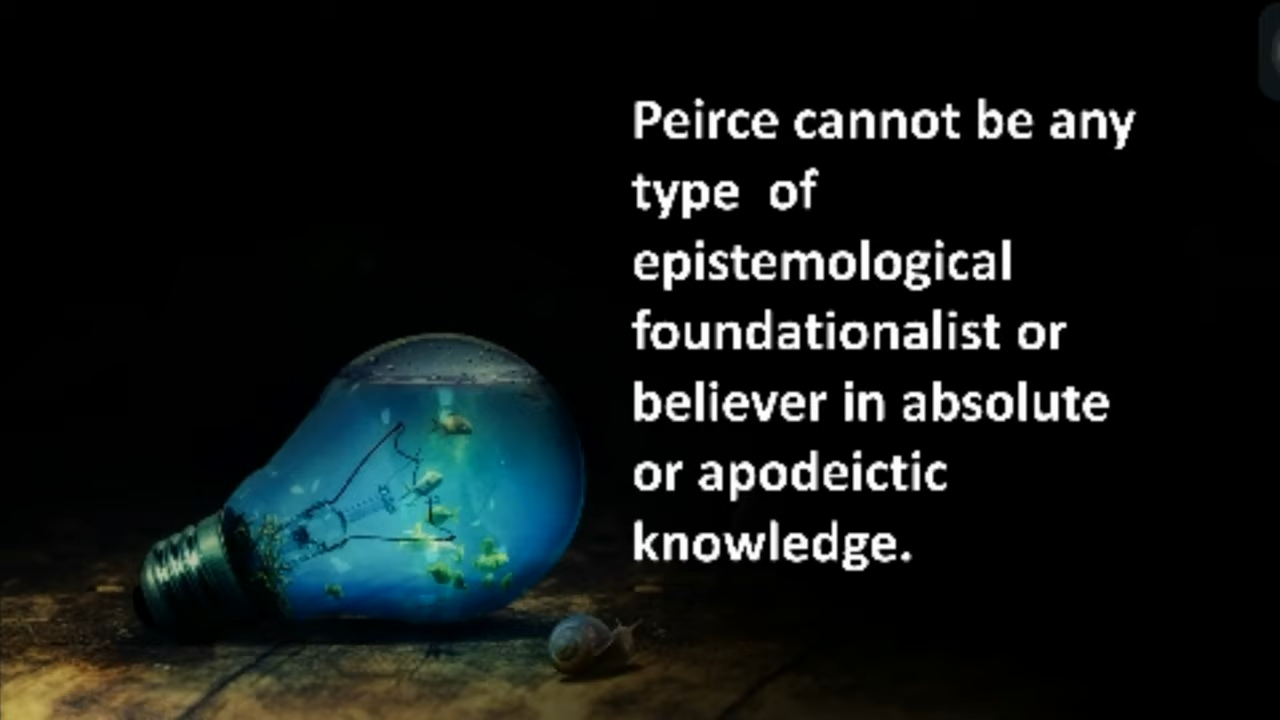 Peirce cannot be any
type  of
epistemological
foundationalist or
believer in absolute
or apodeictic
knowledge.